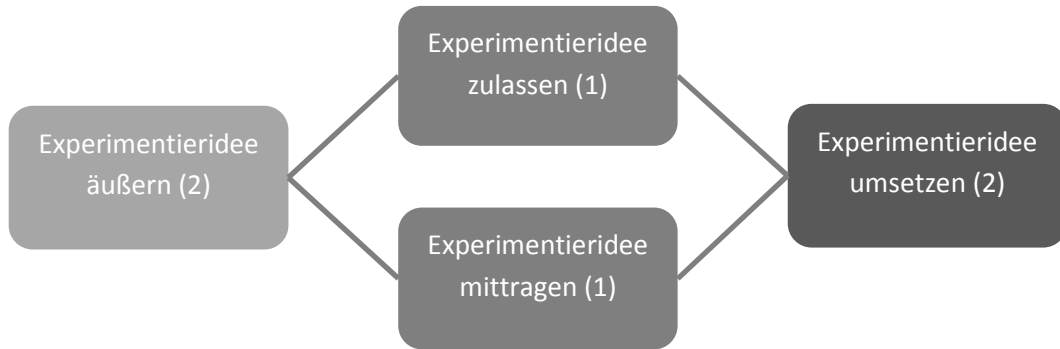 Experimentieridee
äußern (2)
Experimentieridee
zulassen (1)
Experimentieridee
mittragen (1)
Experimentieridee
umsetzen (2)